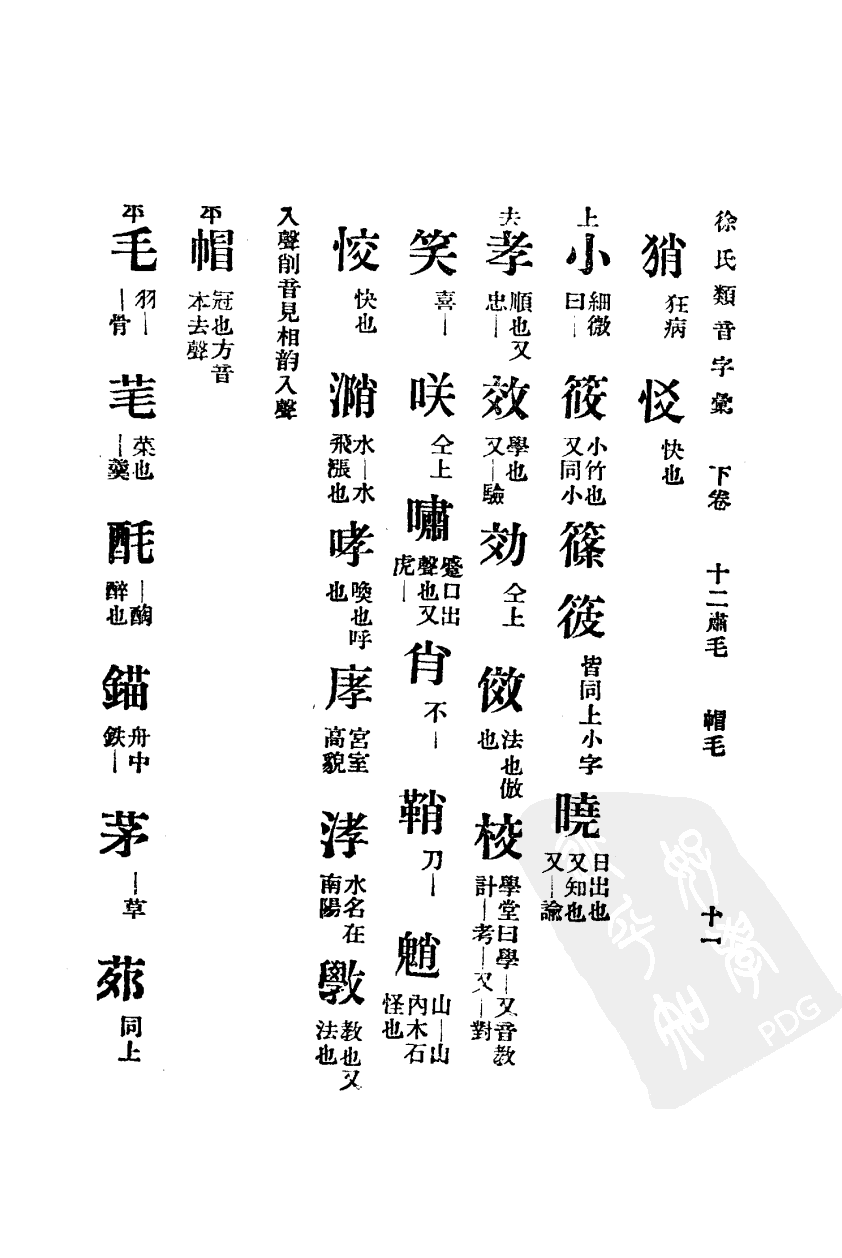 徐氏類音字彙 下卷 十二蕭毛 帽毛 十一
猾 狂病 恔 快也
上 小 細微曰｜ 筱 小竹也又同小 篠 筊 皆同上小字 曉 日出也又知也又｜諭
去 孝 順也又忠｜ 效 學也又｜驗 効 仝上 傚 法也倣也 校 學堂曰學｜又音教計｜考｜又｜對
笑 喜｜ 咲 仝上 嘯 蹙口出聲也又虎｜ 肖 不｜ 鞘 刀｜ 魈 山｜山內木石怪也
恔 快也 潲 水｜水飛漲也 哮 喚也呼也 庨 宮室高貌 涍 水名在南陽 斆 教也又法也
入聲削音見相韵入聲
平 帽 冠也方音本去聲
平 毛 羽｜｜骨 芼 菜也｜羹 酕 ｜醄醉也 錨 舟中鉄｜ 茅 ｜草 茆 同上
PDG